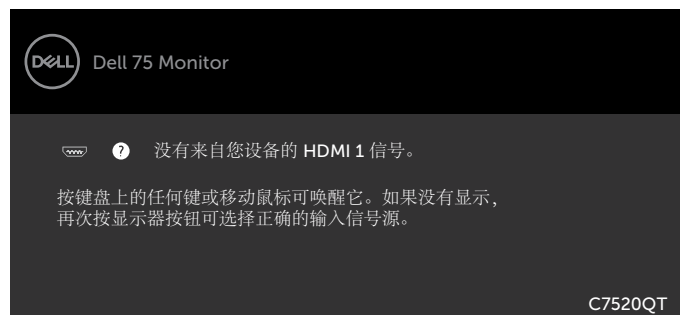 DELL
Dell 75 Monitor
? 没有来自您设备的 HDMI 1 信号。
按键盘上的任何键或移动鼠标可唤醒它。如果没有显示，
再次按显示器按钮可选择正确的输入信号源。
C7520QT